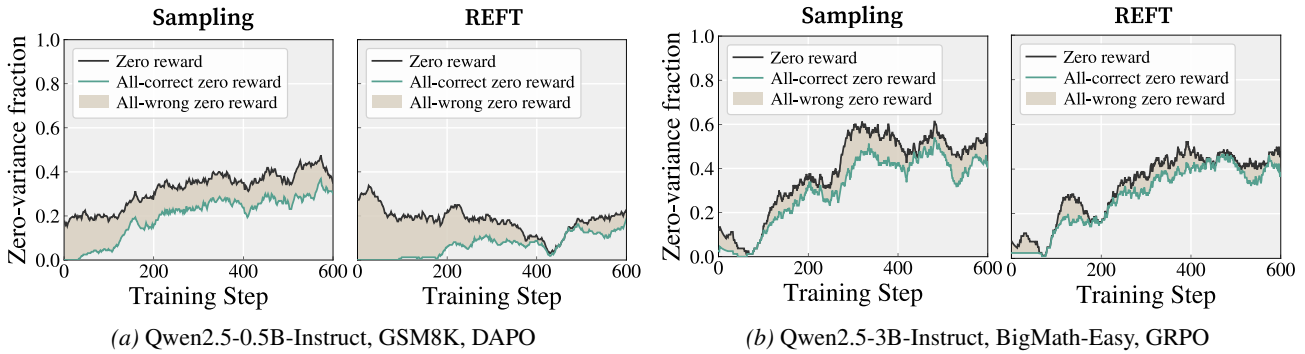 Sampling
REFT
Sampling
REFT
Zero-variance fraction
1.0
0.8
0.6
0.4
0.2
0.0
Zero reward
All-correct zero reward
All-wrong zero reward
0
200
400
600
Training Step
Zero reward
All-correct zero reward
All-wrong zero reward
0
200
400
600
Training Step
(a) Qwen2.5-0.5B-Instruct, GSM8K, DAPO
Zero-variance fraction
1.0
0.8
0.6
0.4
0.2
0.0
Zero reward
All-correct zero reward
All-wrong zero reward
0
200
400
600
Training Step
Zero reward
All-correct zero reward
All-wrong zero reward
0
200
400
600
Training Step
(b) Qwen2.5-3B-Instruct, BigMath-Easy, GRPO